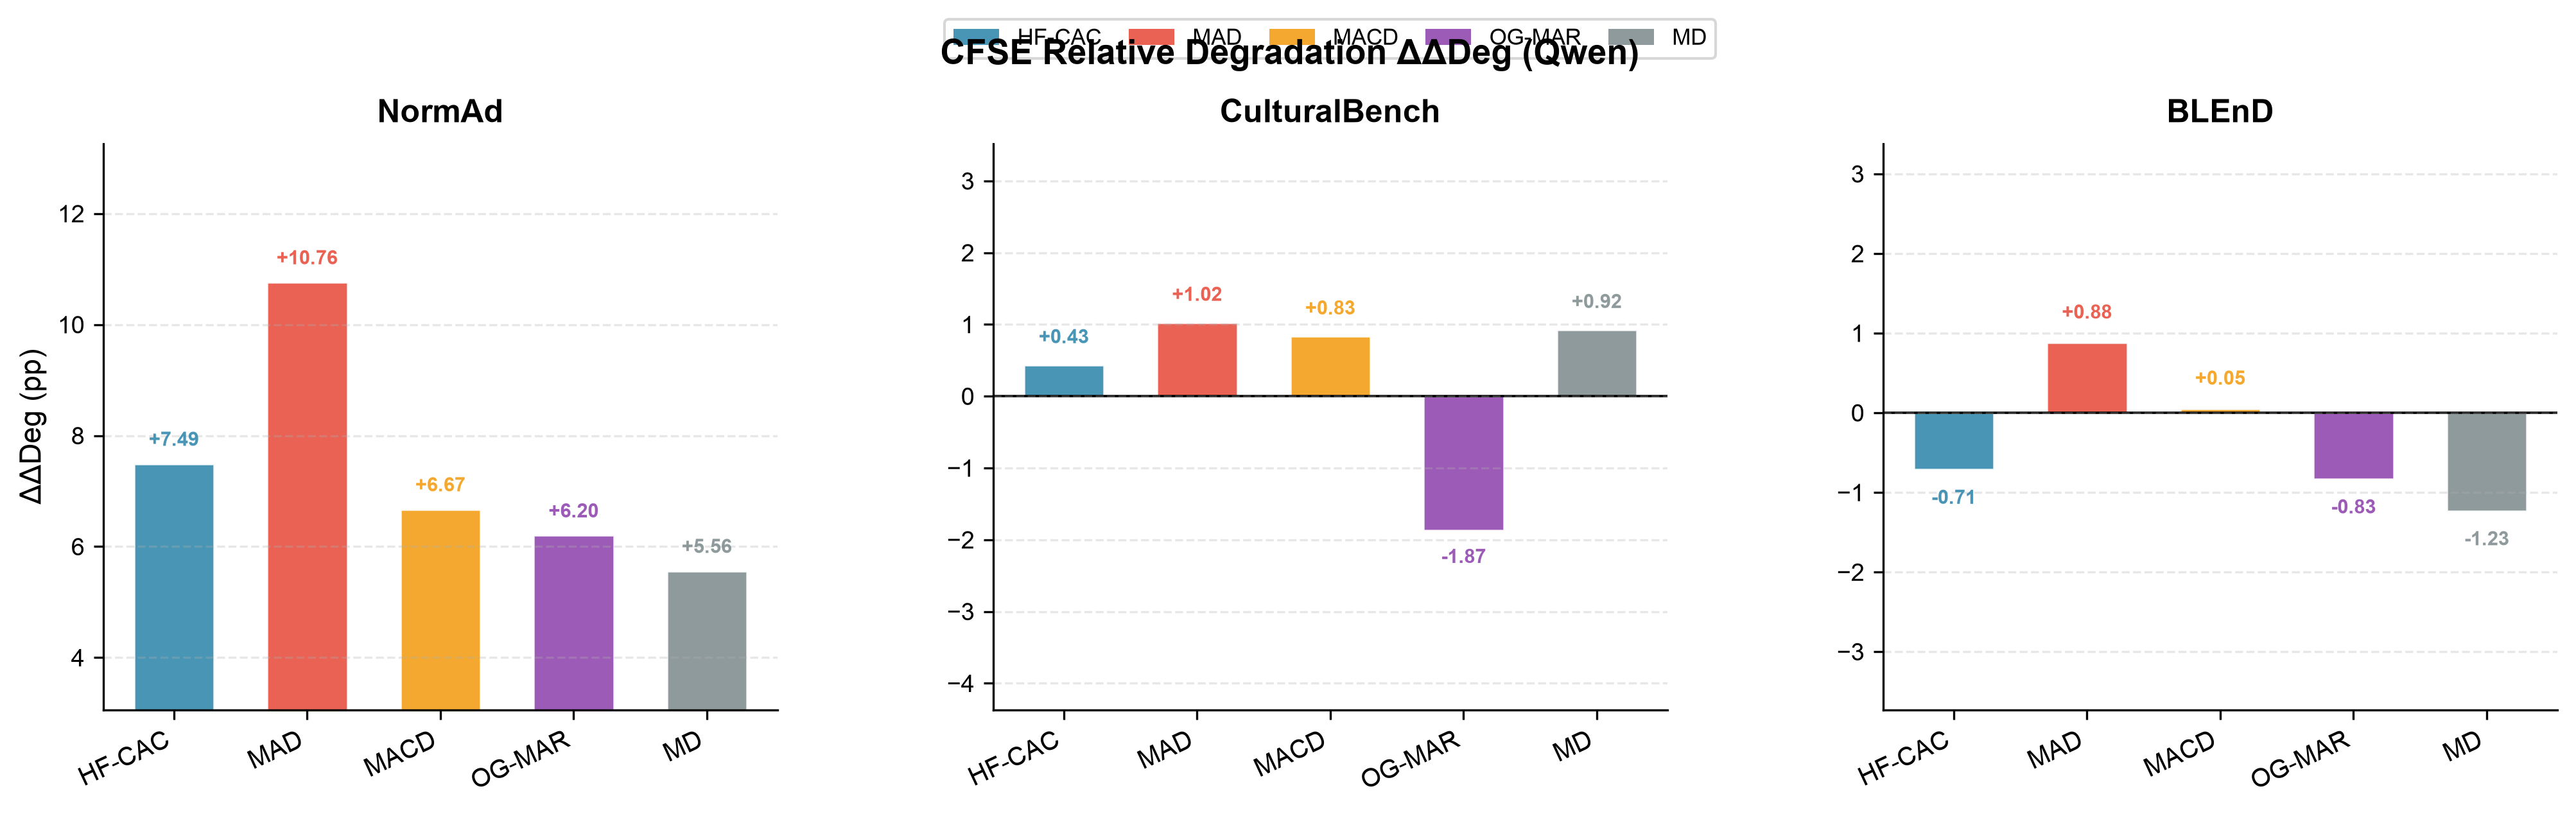 HF-CAC MAD MACD OG-MAR MD
CFSE Relative Degradation ΔΔDeg (Qwen)
NormAd
ΔΔDeg (pp)
12
10
8
6
4
+7.49
+10.76
+6.67
+6.20
+5.56
HF-CAC
MAD
MACD
OG-MAR
MD
CulturalBench
3
2
1
0
−1
−2
−3
−4
+0.43
+1.02
+0.83
-1.87
+0.92
HF-CAC
MAD
MACD
OG-MAR
MD
BLEnD
3
2
1
0
−1
−2
−3
-0.71
+0.88
+0.05
-0.83
-1.23
HF-CAC
MAD
MACD
OG-MAR
MD